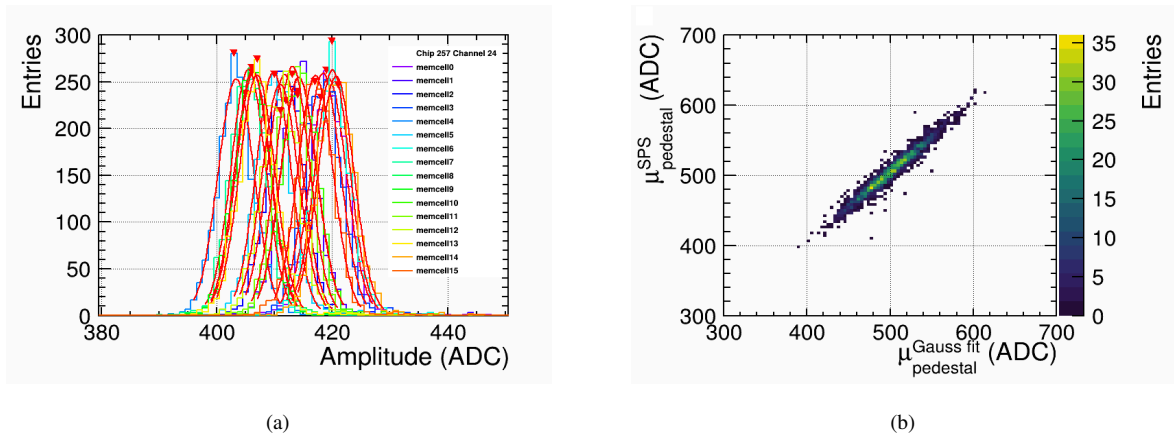 300
250
200
150
100
50
0
Entries
Chip 257 Channel 24
memcell0
memcell1
memcell2
memcell3
memcell4
memcell5
memcell6
memcell7
memcell8
memcell9
memcell10
memcell11
memcell12
memcell13
memcell14
memcell15
380 400 420 440
Amplitude (ADC)
(a)
700
600
500
400
300
μ^SPS_pedestal (ADC)
300 400 500 600 700
μ^Gauss fit_pedestal (ADC)
35
30
25
20
15
10
5
0
Entries
(b)